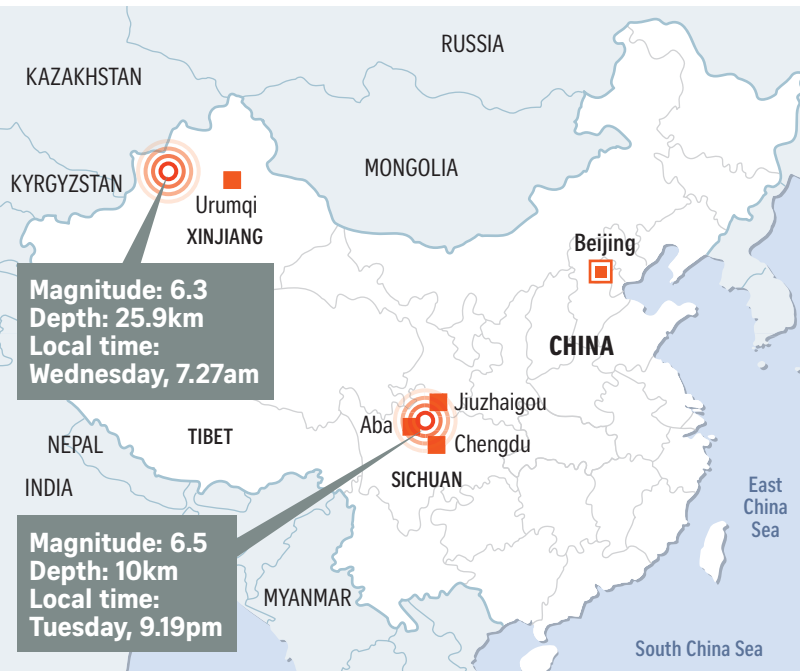 RUSSIA
KAZAKHSTAN
MONGOLIA
KYRGYZSTAN
Urumqi
XINJIANG
Beijing
Magnitude: 6.3
Depth: 25.9km
Local time:
Wednesday, 7.27am
CHINA
Jiuzhaigou
Aba
Chengdu
TIBET
NEPAL
SICHUAN
INDIA
East
China
Sea
Magnitude: 6.5
Depth: 10km
Local time:
Tuesday, 9.19pm
MYANMAR
South China Sea